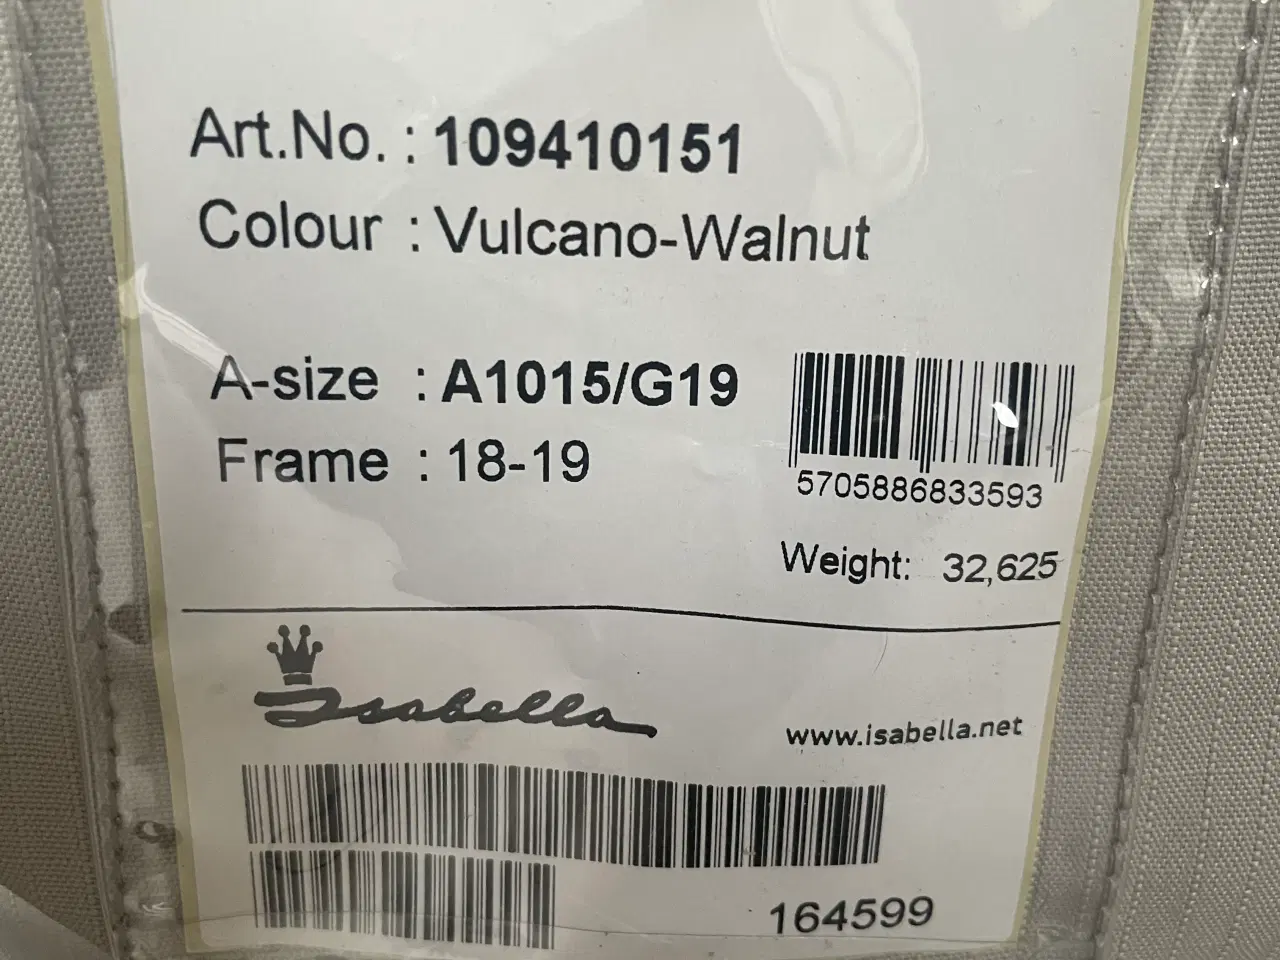 Art.No. : 109410151
Colour : Vulcano-Walnut
A-size : A1015/G19
Frame : 18-19
5705886833593
Weight: 32,625
Isabella
www.isabella.net
164599